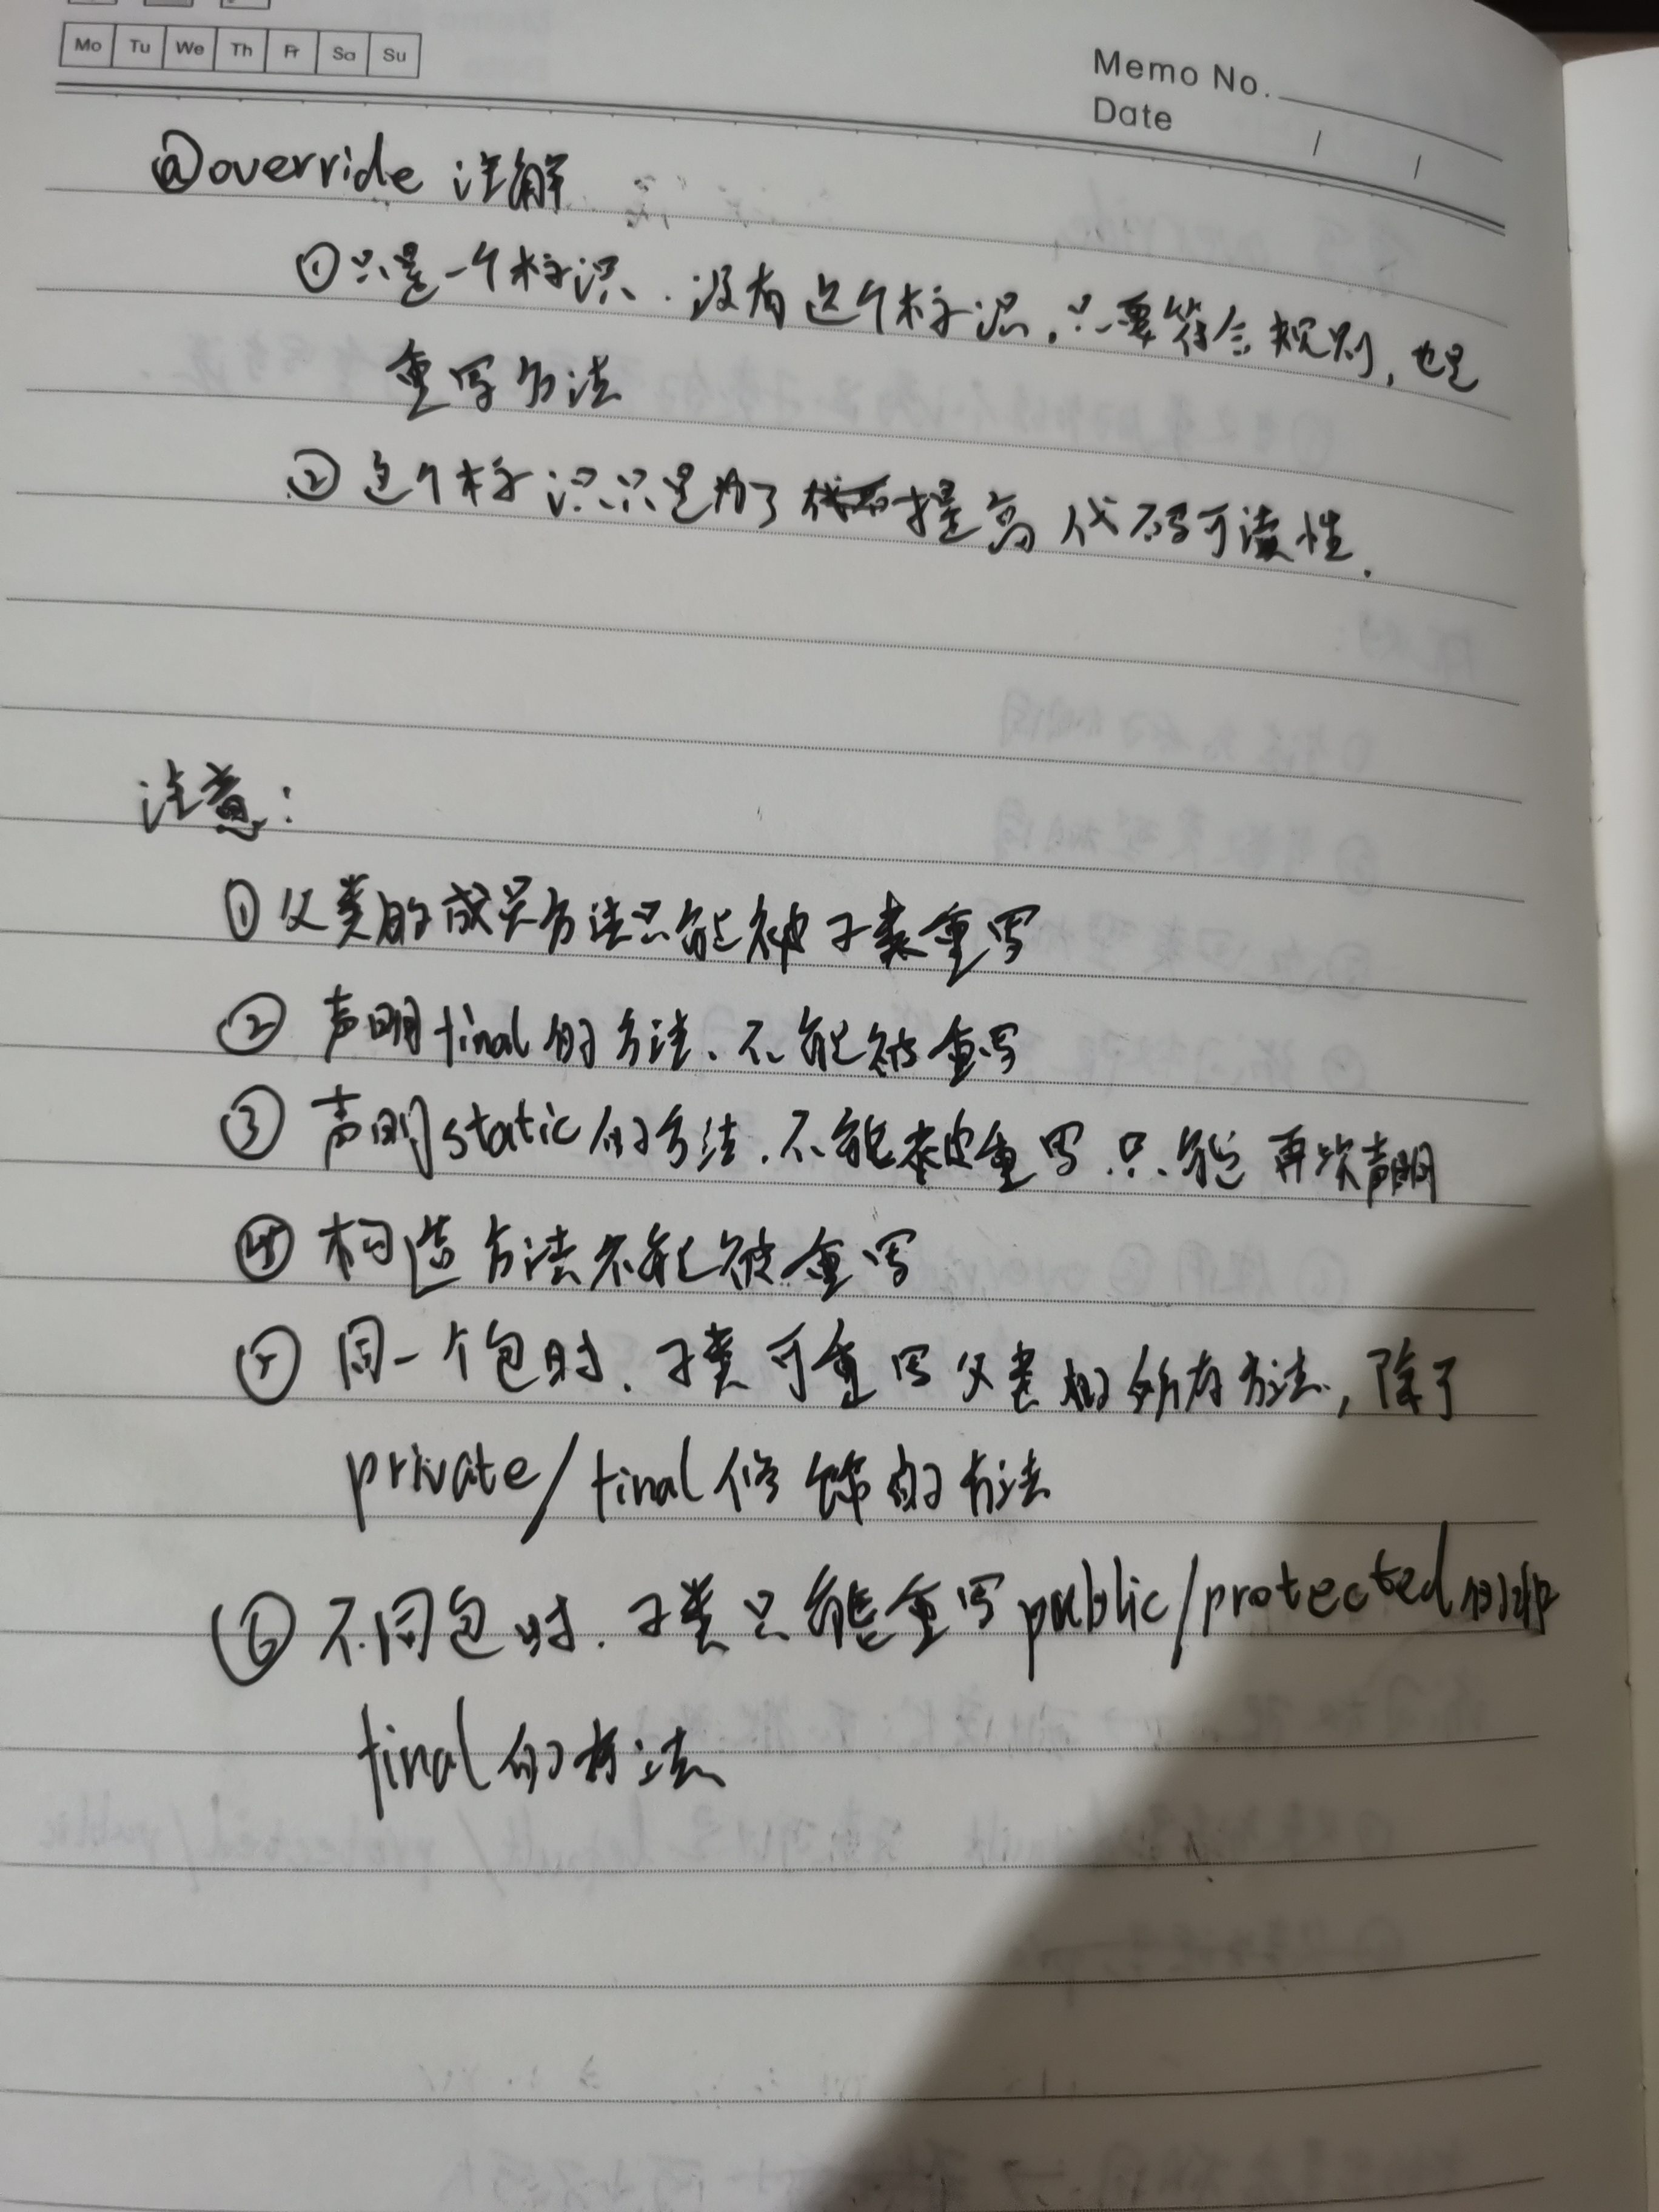 Mo Tu We Th Fr Sa Su
Memo No.
Date / /
@override 注解
①只是一个标识.没有这个标识,只要符合规则,也是
重写方法
②这个标识只是为了提高代码可读性.
注意:
①父类的成员方法只能被子类重写
②声明final的方法、不能被重写
③声明static的方法.不能被重写.只能再次声明
④构造方法不能被重写
⑤同一个包时.子类可重写父类的所有方法,除了
private/final修饰的方法
⑥不同包时.子类只能重写public/protected的非
final的方法